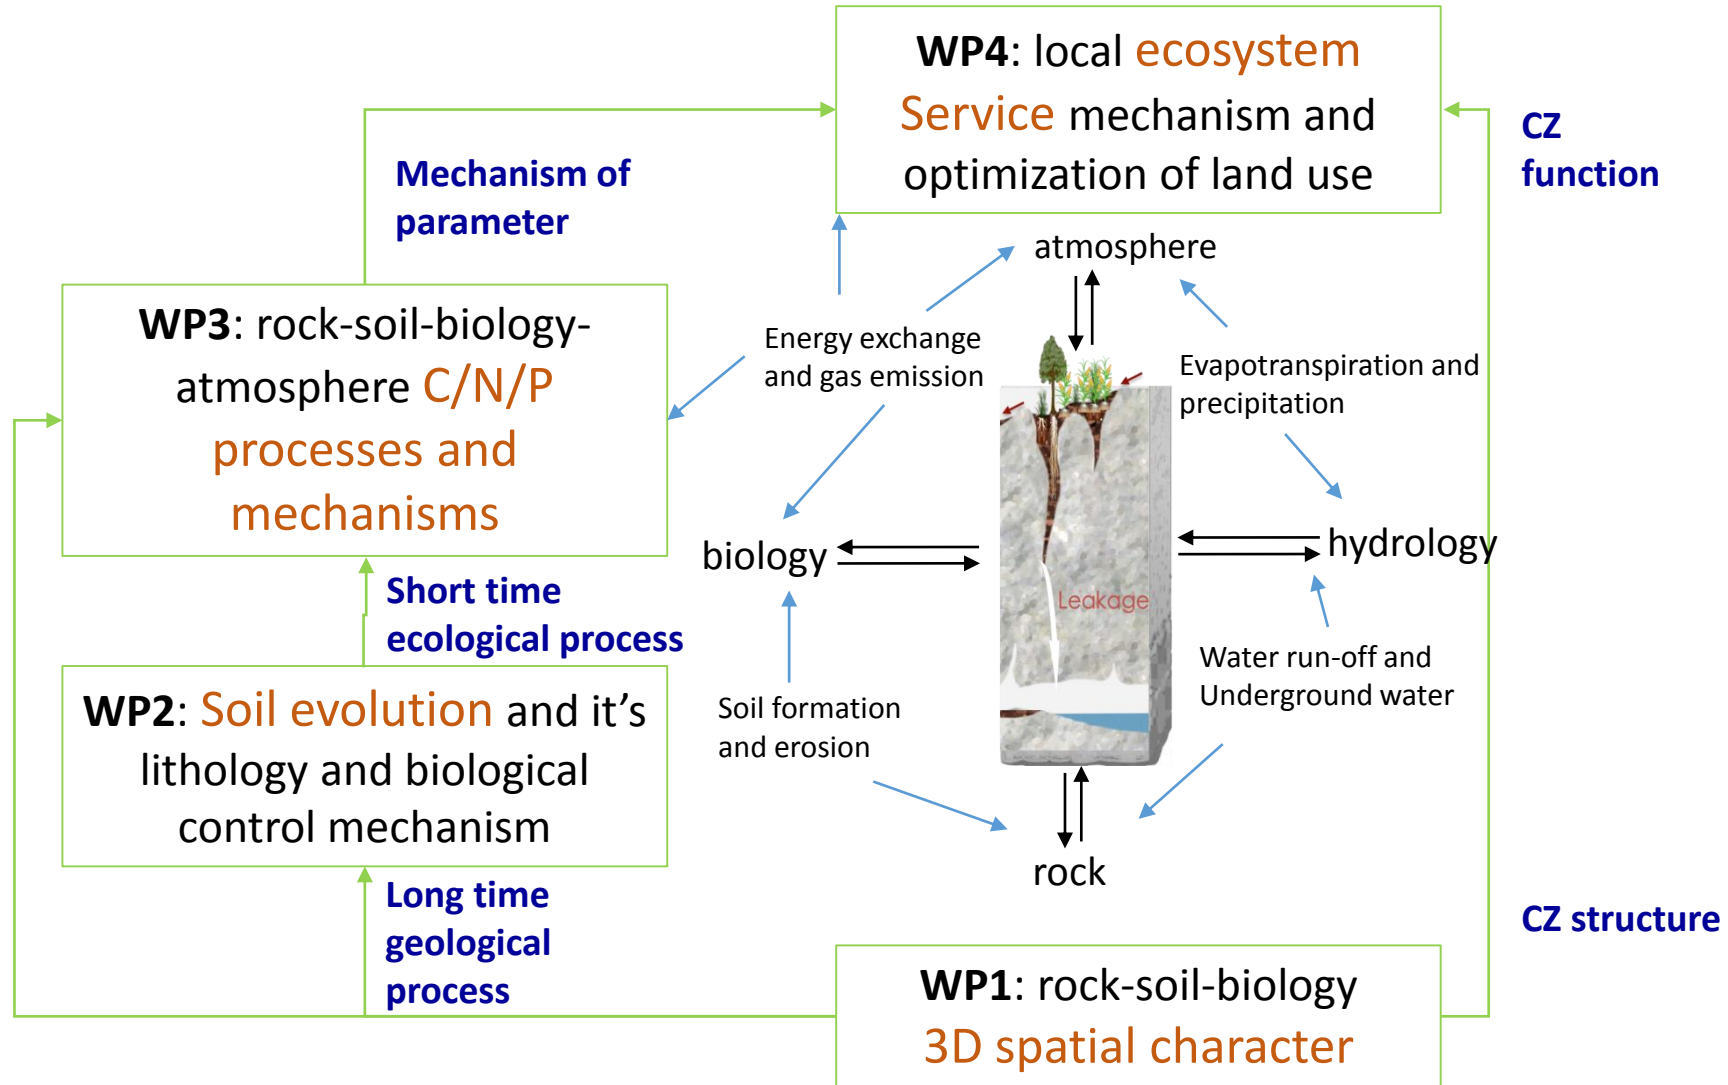 WP4: local ecosystem
Service mechanism and
optimization of land use
CZ
function
Mechanism of
parameter
atmosphere
WP3: rock-soil-biology-
atmosphere C/N/P
processes and
mechanisms
Energy exchange
and gas emission
Evapotranspiration and
precipitation
biology
hydrology
Leakage
Short time
ecological process
WP2: Soil evolution and it’s
lithology and biological
control mechanism
Soil formation
and erosion
Water run-off and
Underground water
rock
Long time
geological
process
CZ structure
WP1: rock-soil-biology
3D spatial character